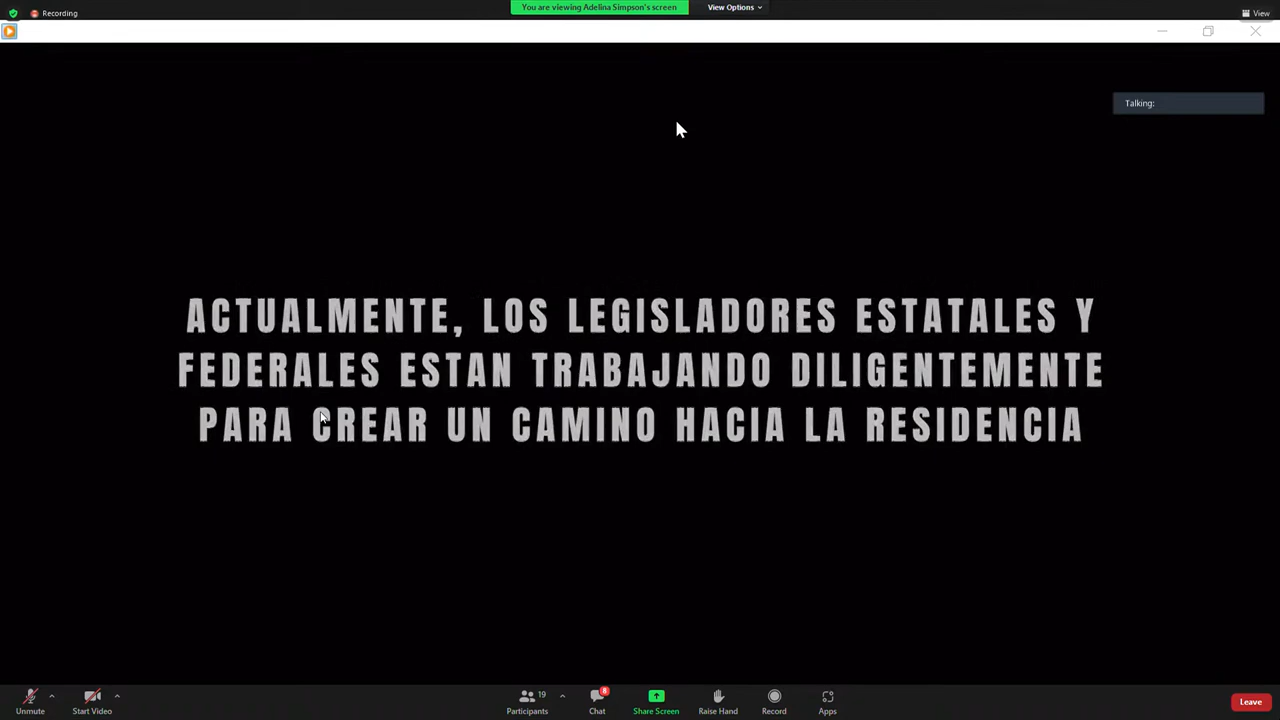 Recording
You are viewing Adelina Simpson's screen
View Options
View
Talking:
ACTUALMENTE, LOS LEGISLADORES ESTATALES Y
FEDERALES ESTAN TRABAJANDO DILIGENTEMENTE
PARA CREAR UN CAMINO HACIA LA RESIDENCIA
Unmute
Start Video
Participants
19
Chat
8
Share Screen
Raise Hand
Record
Apps
Leave